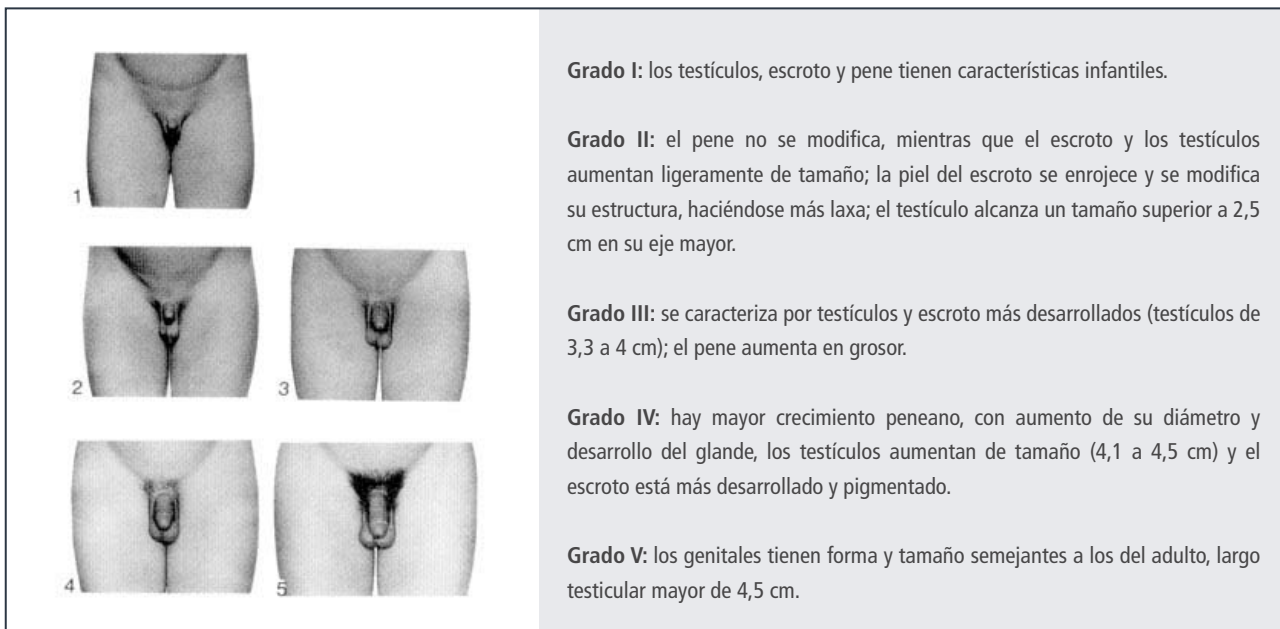 1
2
3
4
5
Grado I: los testículos, escroto y pene tienen características infantiles.
Grado II: el pene no se modifica, mientras que el escroto y los testículos
aumentan ligeramente de tamaño; la piel del escroto se enrojece y se modifica
su estructura, haciéndose más laxa; el testículo alcanza un tamaño superior a 2,5
cm en su eje mayor.
Grado III: se caracteriza por testículos y escroto más desarrollados (testículos de
3,3 a 4 cm); el pene aumenta en grosor.
Grado IV: hay mayor crecimiento peneano, con aumento de su diámetro y
desarrollo del glande, los testículos aumentan de tamaño (4,1 a 4,5 cm) y el
escroto está más desarrollado y pigmentado.
Grado V: los genitales tienen forma y tamaño semejantes a los del adulto, largo
testicular mayor de 4,5 cm.